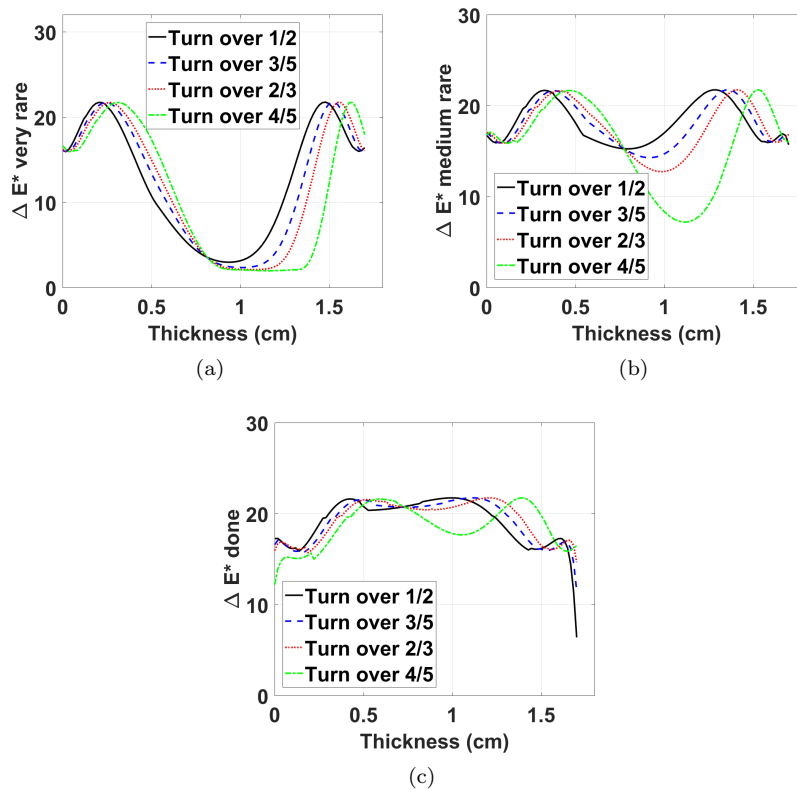 30
20
10
0
Δ E* very rare
Turn over 1/2
Turn over 3/5
Turn over 2/3
Turn over 4/5
0 0.5 1 1.5
Thickness (cm)
(a)
30
20
10
0
Δ E* medium rare
Turn over 1/2
Turn over 3/5
Turn over 2/3
Turn over 4/5
0 0.5 1 1.5
Thickness (cm)
(b)
30
20
10
0
Δ E* done
Turn over 1/2
Turn over 3/5
Turn over 2/3
Turn over 4/5
0 0.5 1 1.5
Thickness (cm)
(c)